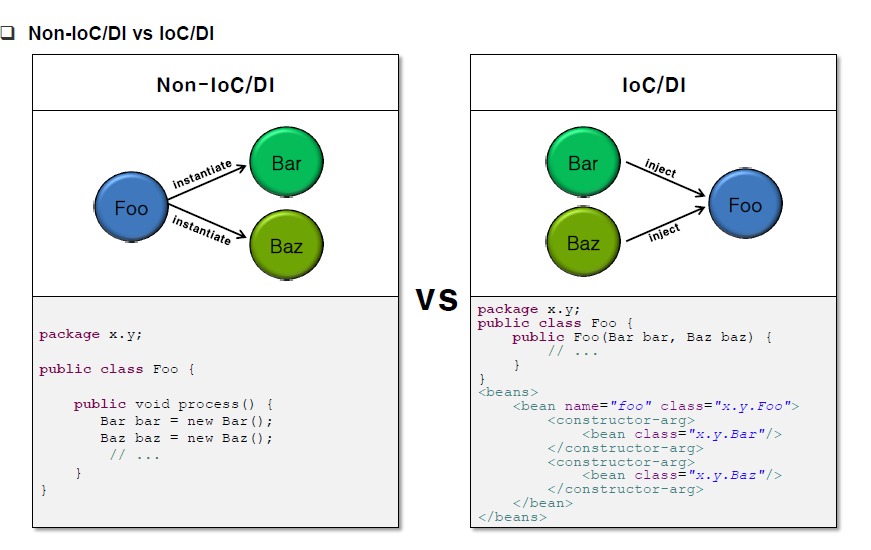 ❑ Non-IoC/DI vs IoC/DI
Non-IoC/DI
Foo
instantiate
Bar
instantiate
Baz
package x.y;
public class Foo {
public void process() {
Bar bar = new Bar();
Baz baz = new Baz();
// ...
}
}
VS
IoC/DI
Bar
inject
Foo
Baz
inject
package x.y;
public class Foo {
public Foo(Bar bar, Baz baz) {
// ...
}
}
<beans>
<bean name="foo" class="x.y.Foo">
<constructor-arg>
<bean class="x.y.Bar"/>
</constructor-arg>
<constructor-arg>
<bean class="x.y.Baz"/>
</constructor-arg>
</bean>
</beans>